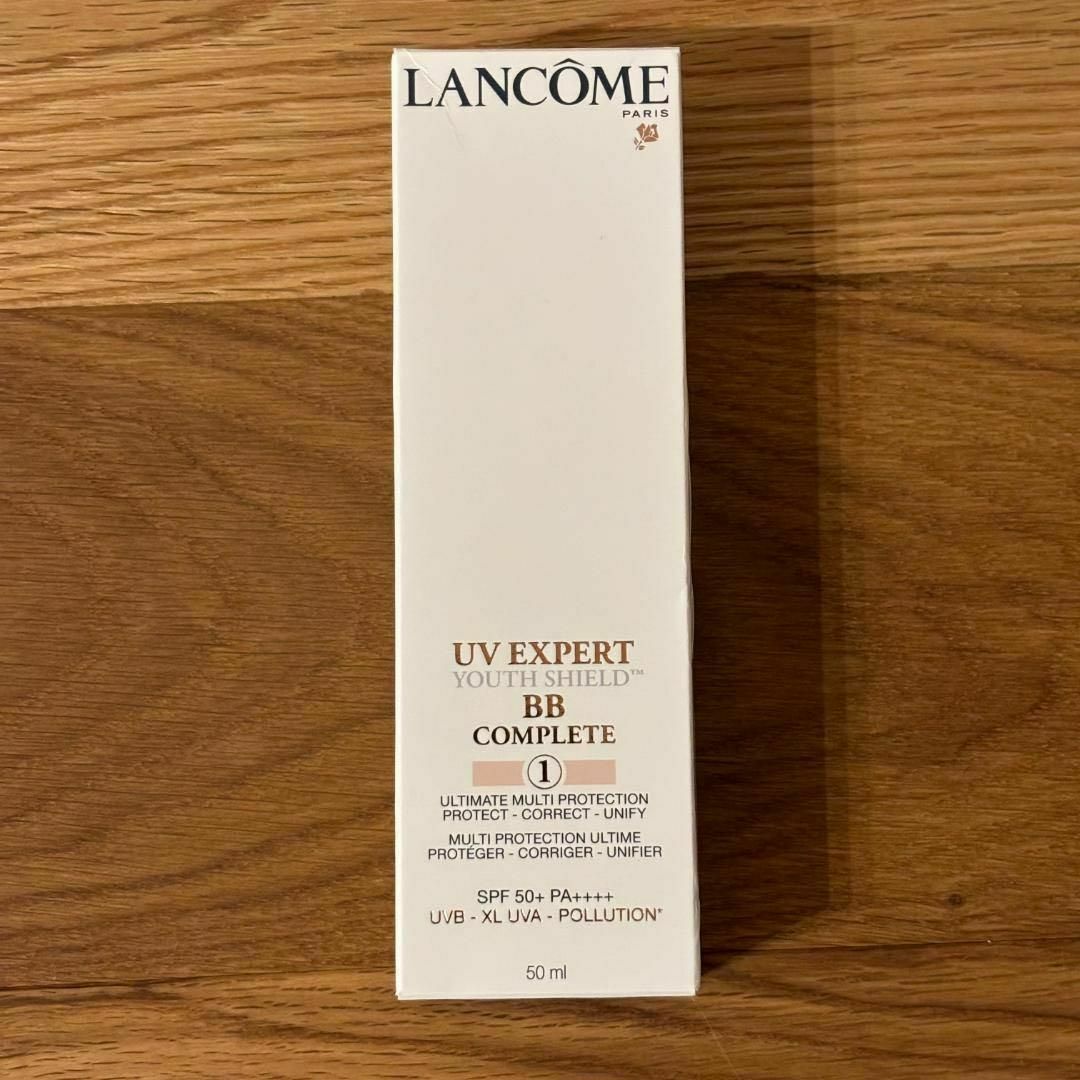 LANCÔME
PARIS
UV EXPERT
YOUTH SHIELD™
BB
COMPLETE
1
ULTIMATE MULTI PROTECTION
PROTECT - CORRECT - UNIFY
MULTI PROTECTION ULTIME
PROTÉGER - CORRIGER - UNIFIER
SPF 50+ PA++++
UVB - XL UVA - POLLUTION*
50 ml